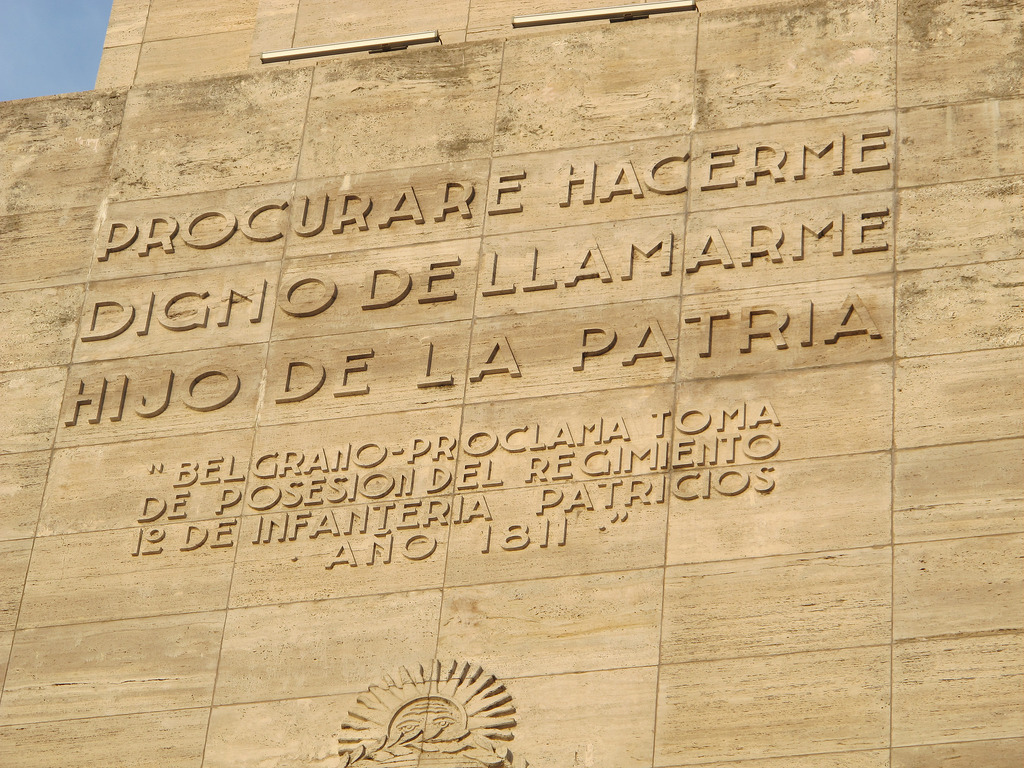 PROCURARE HACERME
DIGNO DE LLAMARME
HIJO DE LA PATRIA
" BELGRANO-PROCLAMA TOMA
DE POSESION DEL REGIMIENTO
1º DE INFANTERIA PATRICIOS
AÑO 1811 "